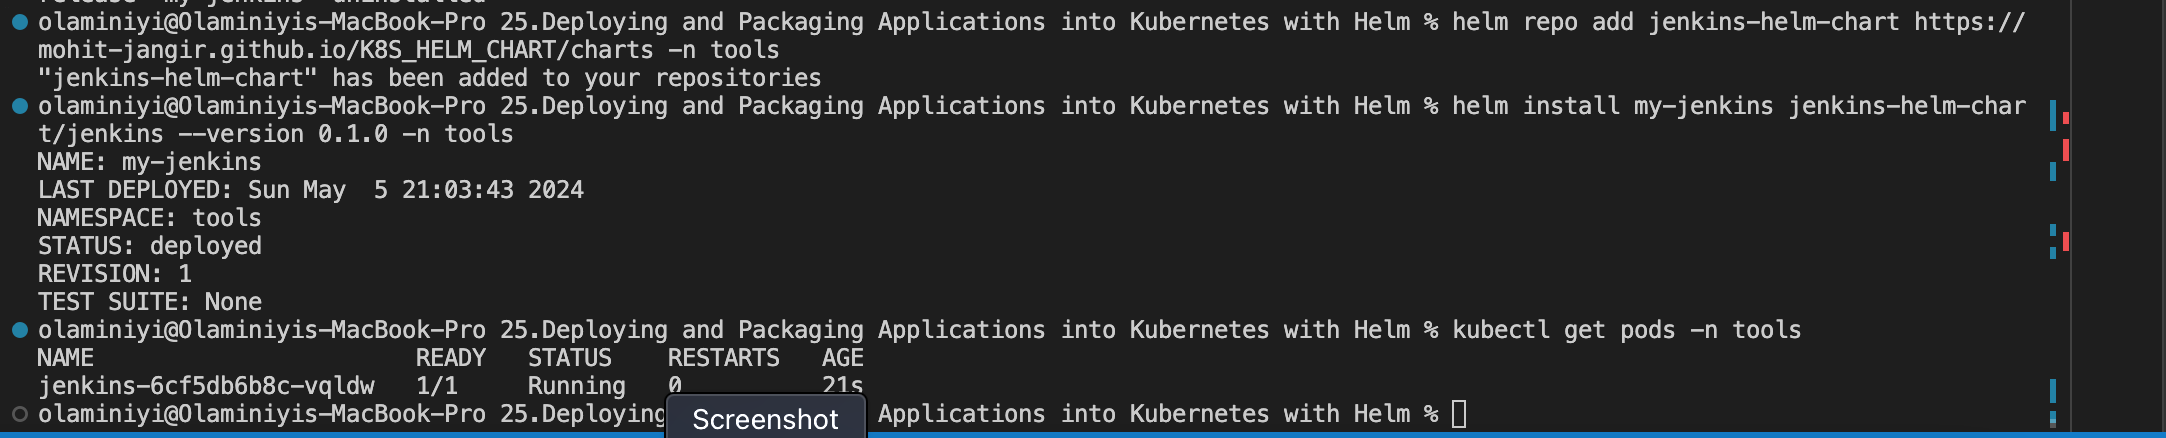 olaminiyi@Olaminiyis-MacBook-Pro 25.Deploying and Packaging Applications into Kubernetes with Helm % helm repo add jenkins-helm-chart https://
mohit-jangir.github.io/K8S_HELM_CHART/charts -n tools
"jenkins-helm-chart" has been added to your repositories
olaminiyi@Olaminiyis-MacBook-Pro 25.Deploying and Packaging Applications into Kubernetes with Helm % helm install my-jenkins jenkins-helm-char
t/jenkins --version 0.1.0 -n tools
NAME: my-jenkins
LAST DEPLOYED: Sun May  5 21:03:43 2024
NAMESPACE: tools
STATUS: deployed
REVISION: 1
TEST SUITE: None
olaminiyi@Olaminiyis-MacBook-Pro 25.Deploying and Packaging Applications into Kubernetes with Helm % kubectl get pods -n tools
NAME                       READY   STATUS    RESTARTS   AGE
jenkins-6cf5db6b8c-vqldw   1/1     Running   0          21s
olaminiyi@Olaminiyis-MacBook-Pro 25.Deploying Screenshot Applications into Kubernetes with Helm %